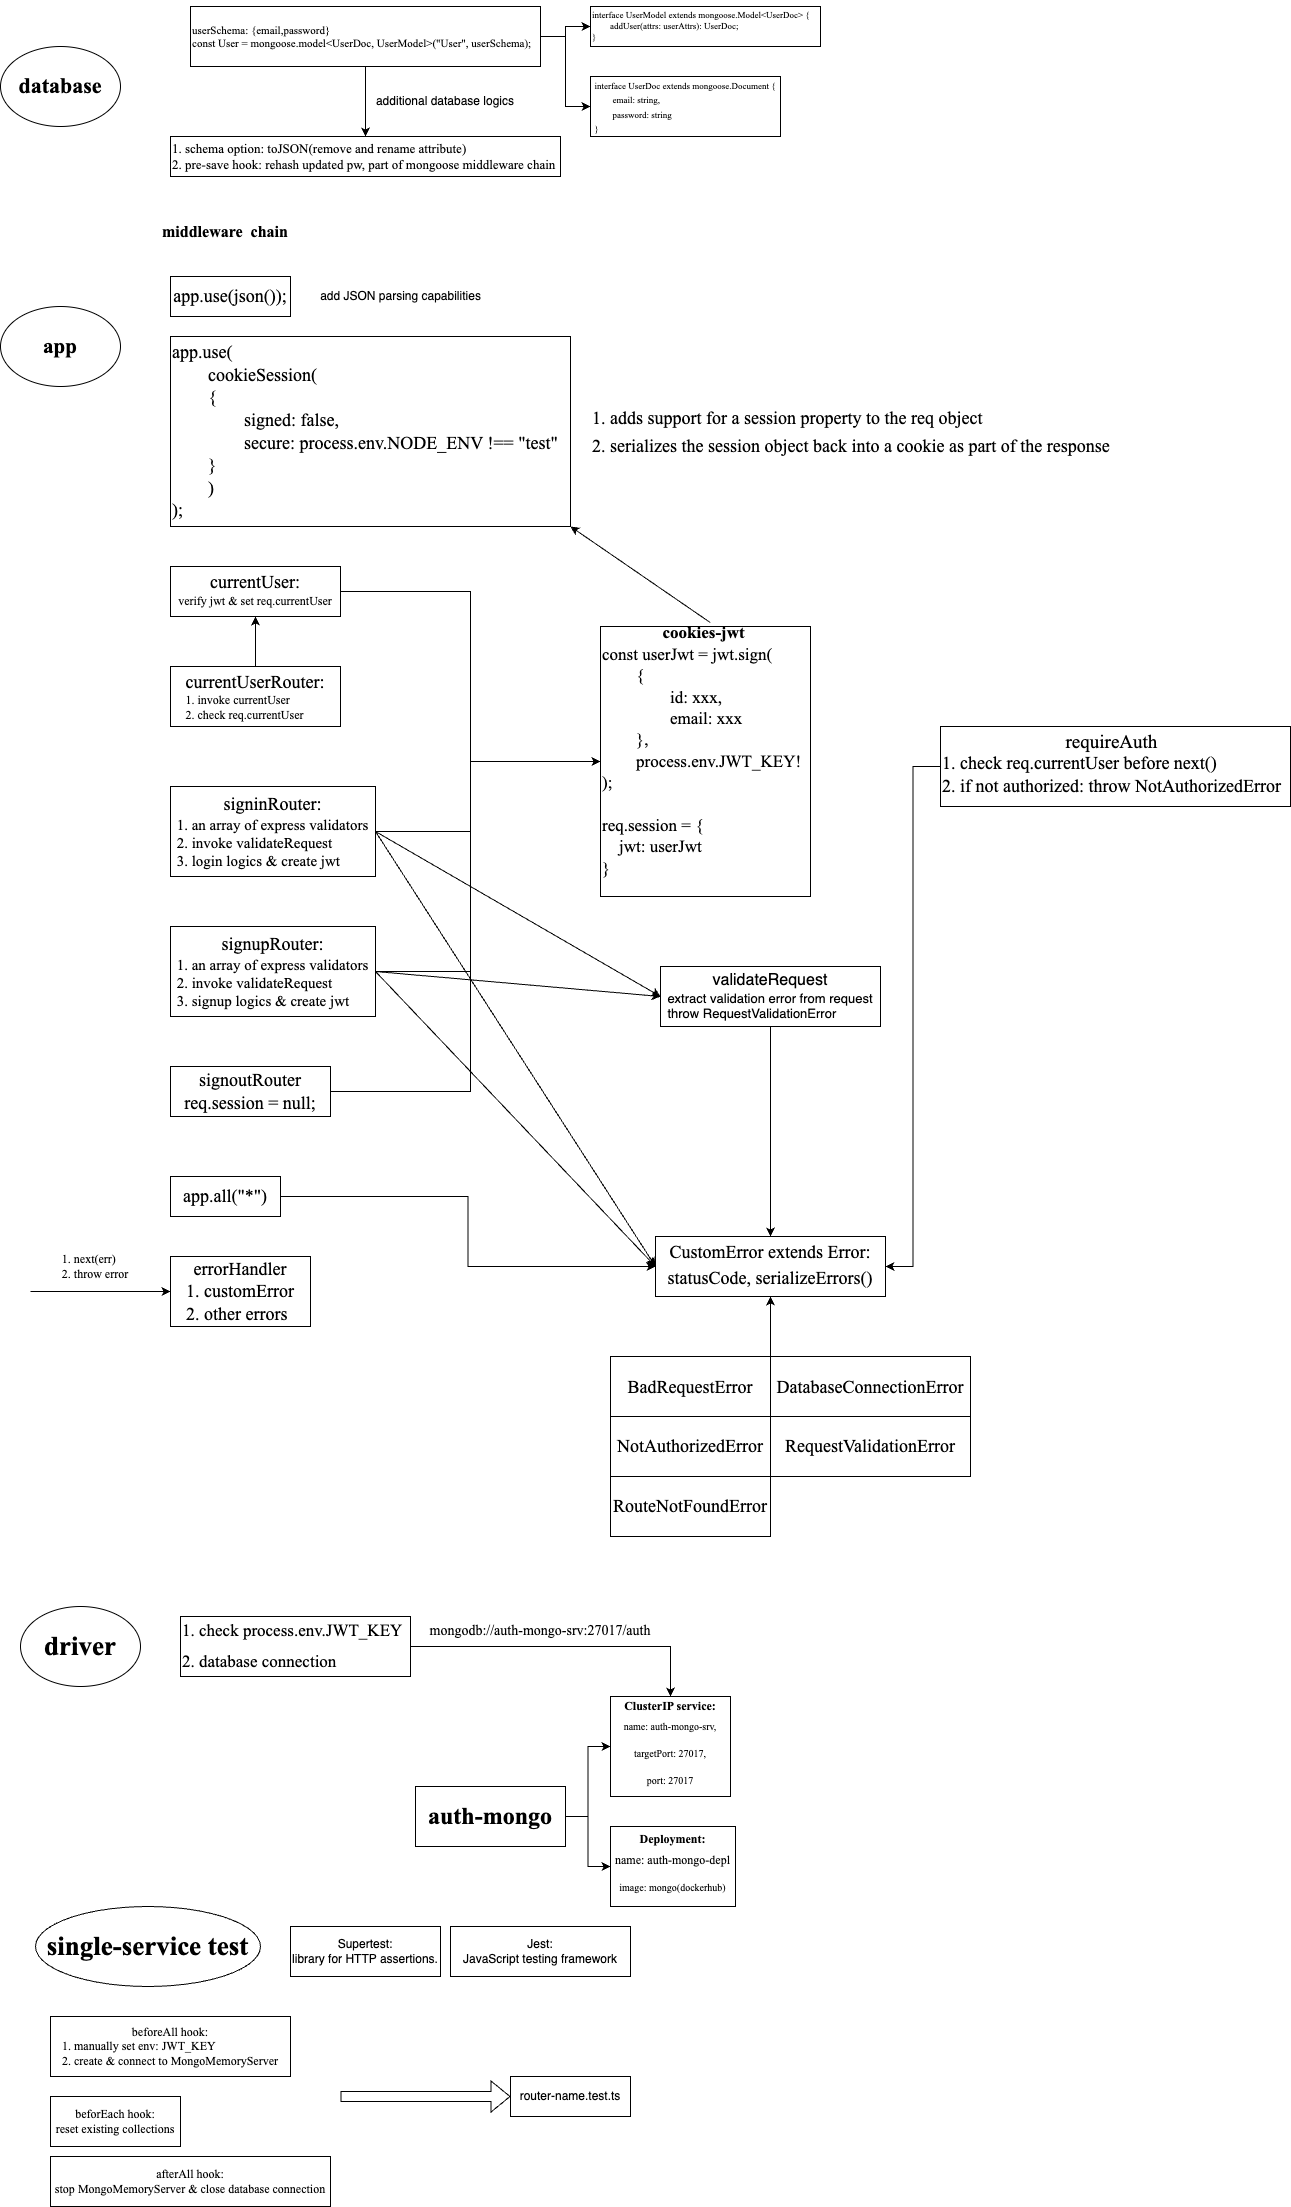 database
userSchema: {email,password}
const User = mongoose.model<UserDoc, UserModel>("User", userSchema);
interface UserModel extends mongoose.Model<UserDoc> {
addUser(attrs: userAttrs): UserDoc;
}
interface UserDoc extends mongoose.Document {
email: string,
password: string
}
additional database logics
1. schema option: toJSON(remove and rename attribute)
2. pre-save hook: rehash updated pw, part of mongoose middleware chain
middleware chain
app
app.use(json());
add JSON parsing capabilities
app.use(
cookieSession(
{
signed: false,
secure: process.env.NODE_ENV !== "test"
}
)
);
1. adds support for a session property to the req object
2. serializes the session object back into a cookie as part of the response
currentUser:
verify jwt & set req.currentUser
currentUserRouter:
1. invoke currentUser
2. check req.currentUser
cookies-jwt
const userJwt = jwt.sign(
{
id: xxx,
email: xxx
},
process.env.JWT_KEY!
);
req.session = {
jwt: userJwt
}
requireAuth
1. check req.currentUser before next()
2. if not authorized: throw NotAuthorizedError
signinRouter:
1. an array of express validators
2. invoke validateRequest
3. login logics & create jwt
signupRouter:
1. an array of express validators
2. invoke validateRequest
3. signup logics & create jwt
validateRequest
extract validation error from request
throw RequestValidationError
signoutRouter
req.session = null;
app.all("*")
1. next(err)
2. throw error
errorHandler
1. customError
2. other errors
CustomError extends Error:
statusCode, serializeErrors()
BadRequestError
DatabaseConnectionError
NotAuthorizedError
RequestValidationError
RouteNotFoundError
driver
1. check process.env.JWT_KEY
2. database connection
mongodb://auth-mongo-srv:27017/auth
ClusterIP service:
name: auth-mongo-srv,
targetPort: 27017,
port: 27017
auth-mongo
Deployment:
name: auth-mongo-depl
image: mongo(dockerhub)
single-service test
Supertest:
library for HTTP assertions.
Jest:
JavaScript testing framework
beforeAll hook:
1. manually set env: JWT_KEY
2. create & connect to MongoMemoryServer
router-name.test.ts
beforEach hook:
reset existing collections
afterAll hook:
stop MongoMemoryServer & close database connection